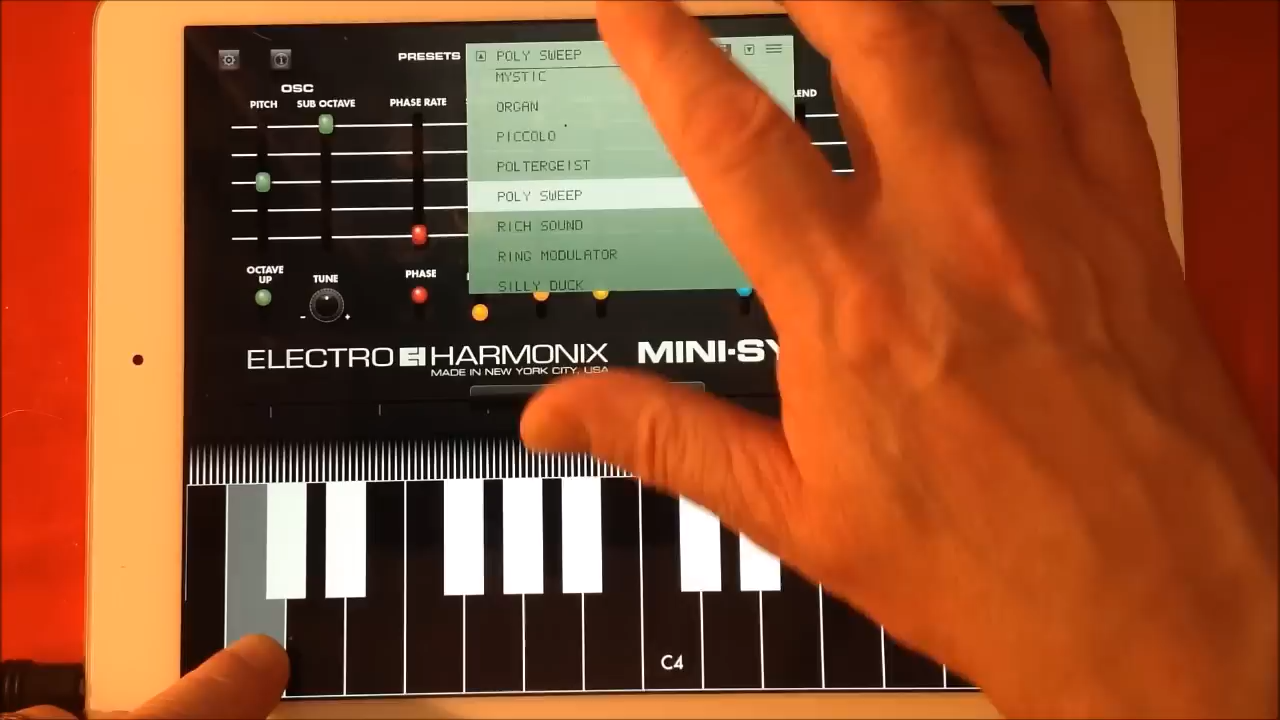 PRESETS
POLY SWEEP
MYSTIC
ORGAN
PICCOLO
POLTERGEIST
POLY SWEEP
RICH SOUND
RING MODULATOR
SILLY DUCK
OSC
PITCH
SUB OCTAVE
PHASE RATE
OCTAVE
UP
TUNE
- +
PHASE
ELECTRO EH HARMONIX
MADE IN NEW YORK CITY, USA
C4